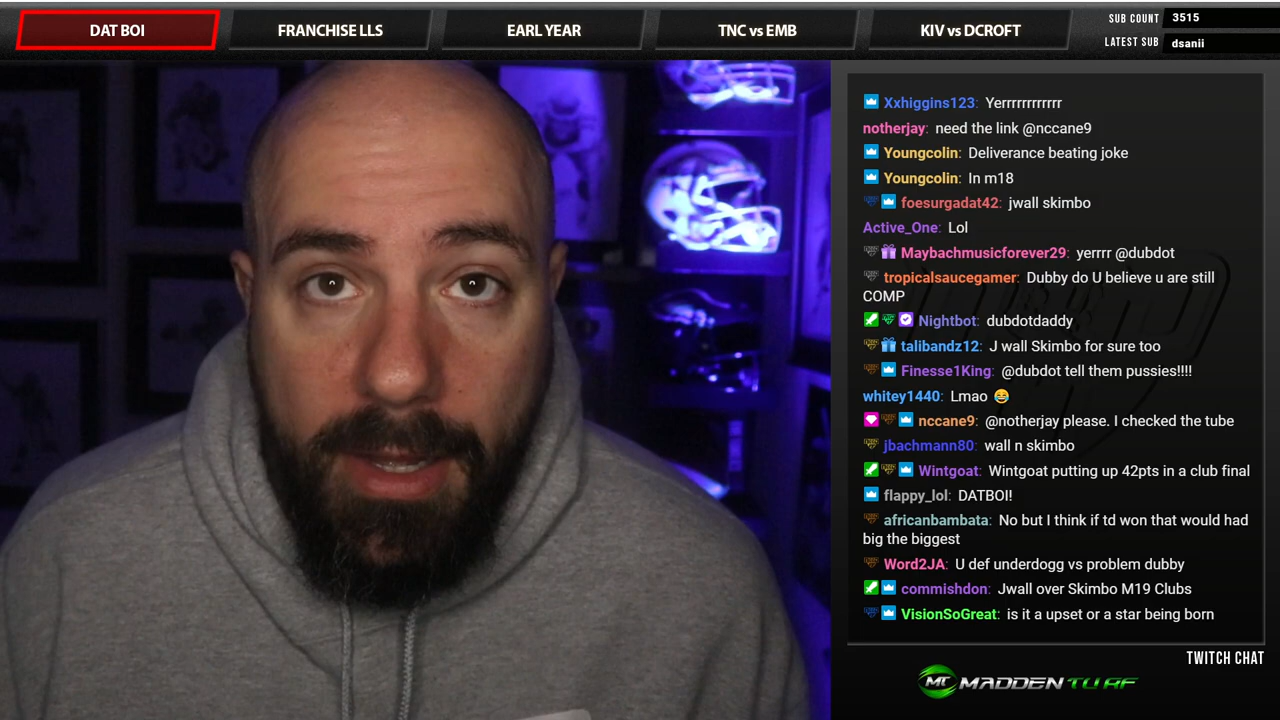 DAT BOI
FRANCHISE LLS
EARL YEAR
TNC vs EMB
KIV vs DCROFT
SUB COUNT 3515
LATEST SUB dsanii
Xxhiggins123: Yerrrrrrrrrrrr
notherjay: need the link @nccane9
Youngcolin: Deliverance beating joke
Youngcolin: In m18
foesurgadat42: jwall skimbo
Active_One: Lol
Maybachmusicforever29: yerrrr @dubdot
tropicalsaucegamer: Dubby do U believe u are still
COMP
Nightbot: dubdotdaddy
talibandz12: J wall Skimbo for sure too
Finesse1King: @dubdot tell them pussies!!!!
whitey1440: Lmao 😂
nccane9: @notherjay please. I checked the tube
jbachmann80: wall n skimbo
Wintgoat: Wintgoat putting up 42pts in a club final
flappy_lol: DATBOI!
africanbambata: No but I think if td won that would had
big the biggest
Word2JA: U def underdogg vs problem dubby
commishdon: Jwall over Skimbo M19 Clubs
VisionSoGreat: is it a upset or a star being born
TWITCH CHAT
MT MADDEN TURF